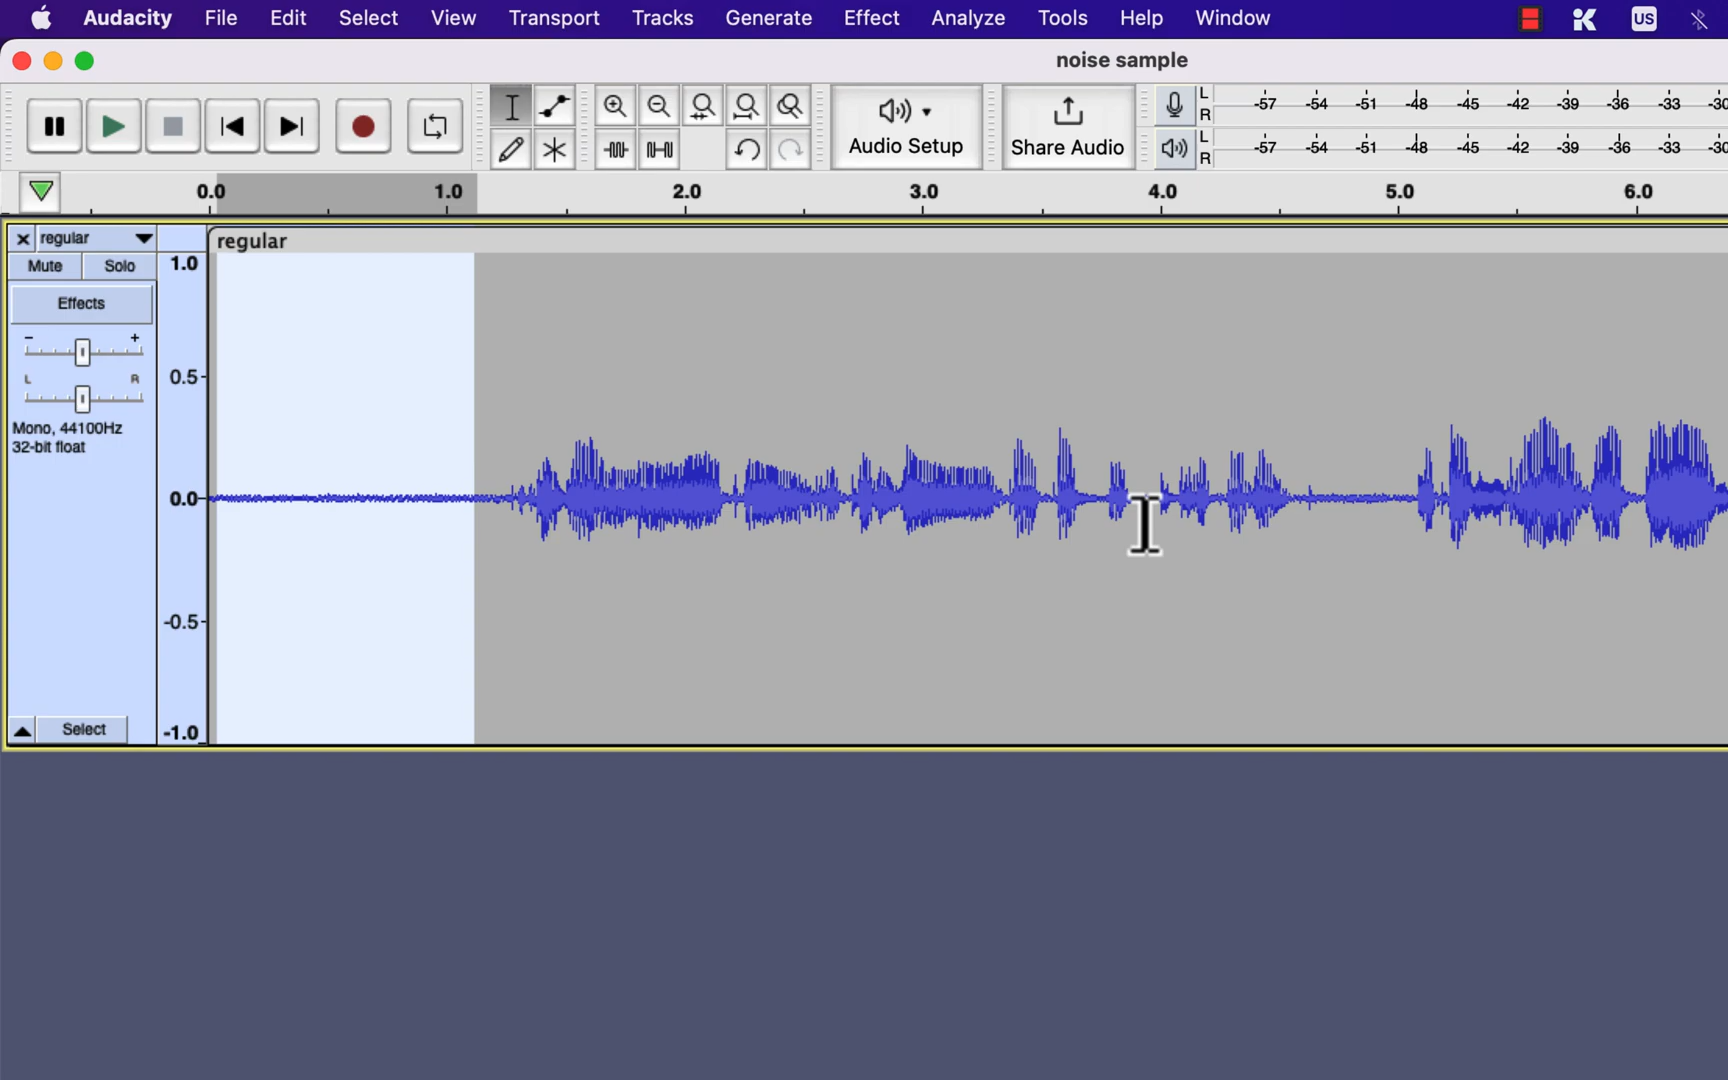 Audacity File Edit Select View Transport Tracks Generate Effect Analyze Tools Help Window US
noise sample
Audio Setup Share Audio
L -57 -54 -51 -48 -45 -42 -39 -36 -33 -30
R
L -57 -54 -51 -48 -45 -42 -39 -36 -33 -30
R
0.0 1.0 2.0 3.0 4.0 5.0 6.0
regular regular
Mute Solo
Effects
- +
L R
Mono, 44100Hz
32-bit float
Select
1.0
0.5
0.0
-0.5
-1.0